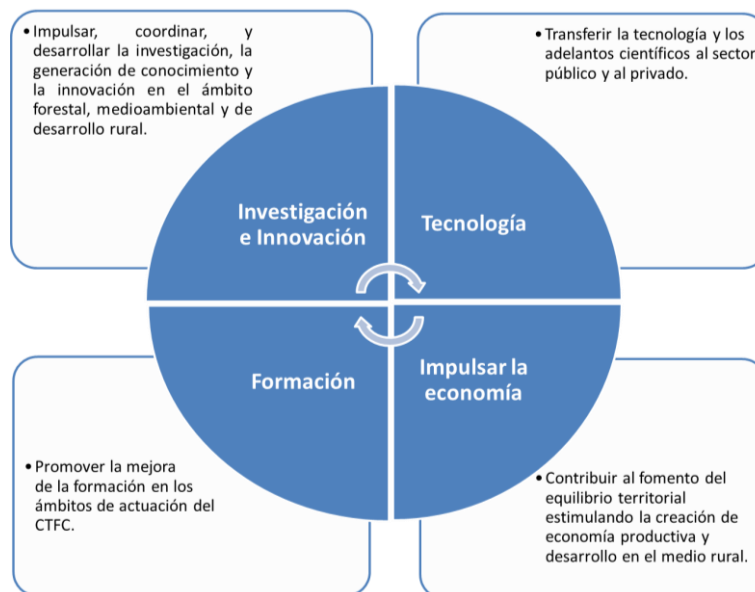 •Impulsar, coordinar, y
desarrollar la investigación, la
generación de conocimiento y
la innovación en el ámbito
forestal, medioambiental y de
desarrollo rural.
•Transferir la tecnología y los
adelantos científicos al sector
público y al privado.
Investigación
e Innovación
Tecnología
Formación
Impulsar la
economía
•Promover la mejora
de la formación en los
ámbitos de actuación del
CTFC.
•Contribuir al fomento del
equilibrio territorial
estimulando la creación de
economía productiva y
desarrollo en el medio rural.